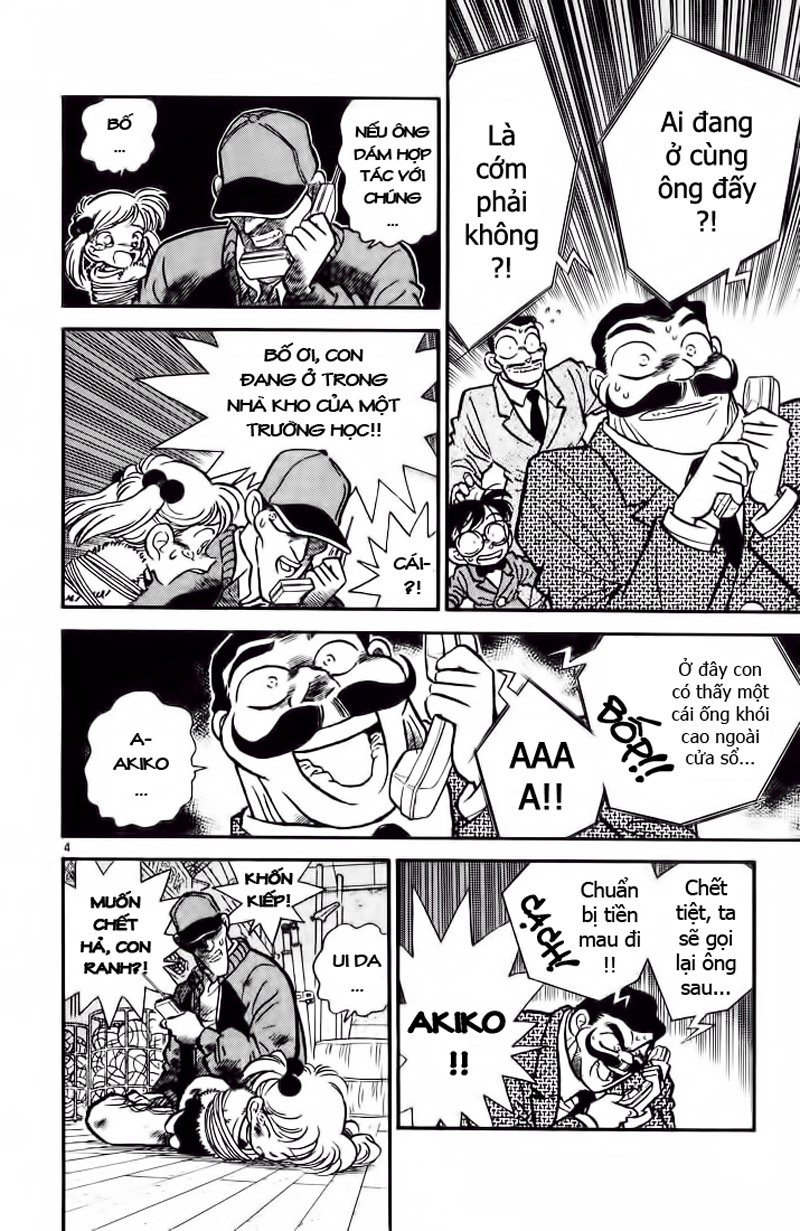 Ai đang
ở cùng
ông đấy
?!
Là
cớm
phải
không
?!
NẾU ÔNG
DÁM HỢP
TÁC VỚI
CHÚNG
...
BỐ
...
BỐ ƠI, CON
ĐANG Ở TRONG
NHÀ KHO CỦA MỘT
TRƯỜNG HỌC!!
CÁI-
?!
Ở đây con
có thấy một
cái ống khói
cao ngoài
cửa sổ...
BỐP!!
AAA
A!!
A-
AKIKO
...
4
Chết
tiệt, ta
sẽ gọi
lại ông
sau...
Chuẩn
bị tiền
mau đi
!!
CẠCH!
AKIKO
!!
KHỐN
KIẾP!
MUỐN
CHẾT
HẢ, CON
RANH?!
UI DA
...